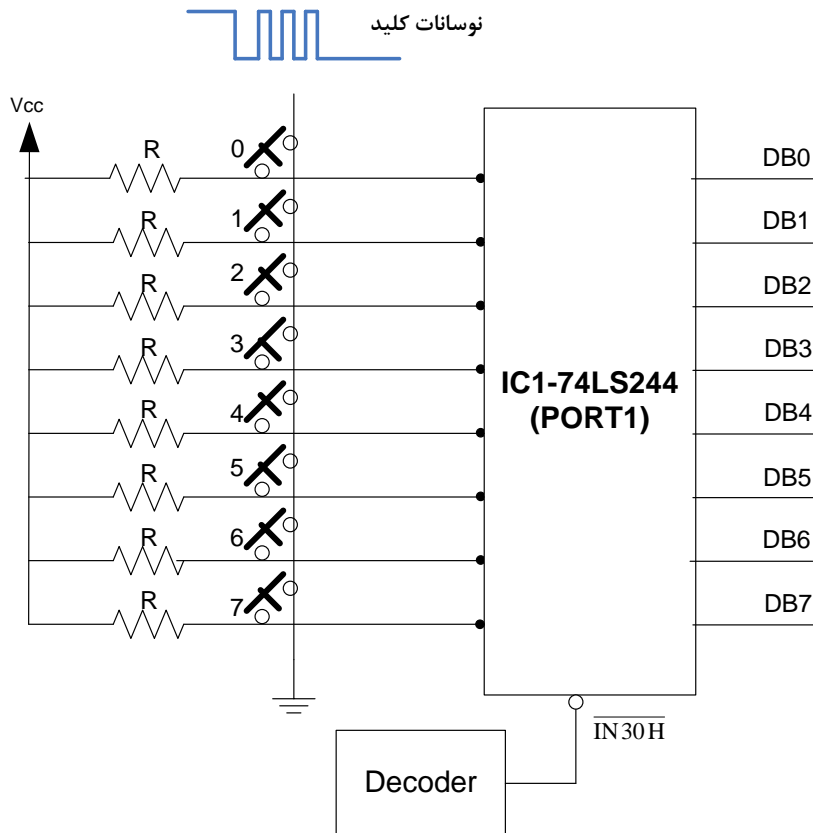 نوسانات کلید
Vcc
R
0
DB0
R
1
DB1
R
2
DB2
R
3
DB3
R
4
DB4
R
5
DB5
R
6
DB6
R
7
DB7
IC1-74LS244
(PORT1)
IN30H
Decoder